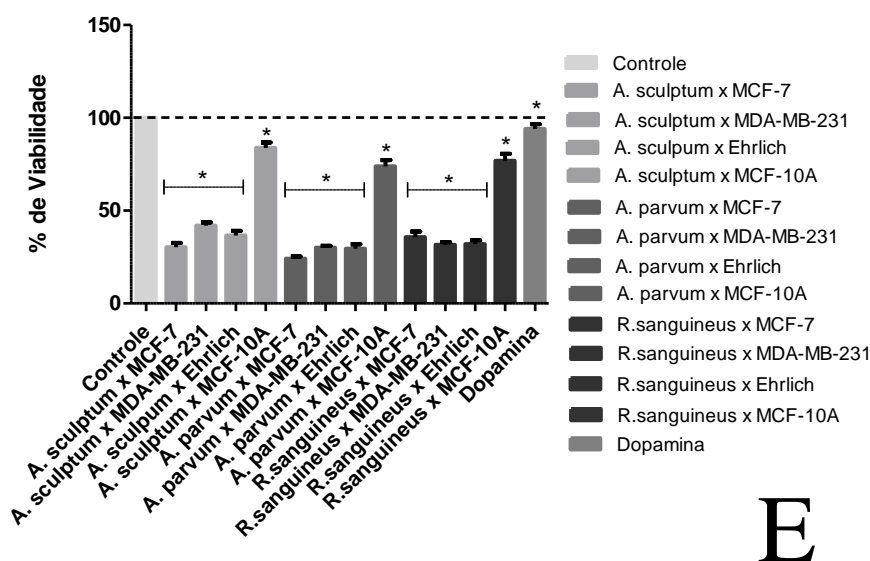 150
100
50
0
% de Viabilidade
*
*
*
*
*
*
*
Controle
A. sculptum x MCF-7
A. sculptum x MDA-MB-231
A. sculpum x Ehrlich
A. sculptum x MCF-10A
A. parvum x MCF-7
A. parvum x MDA-MB-231
A. parvum x Ehrlich
A. parvum x MCF-10A
R.sanguineus x MCF-7
R.sanguineus x MDA-MB-231
R.sanguineus x Ehrlich
R.sanguineus x MCF-10A
Dopamina
Controle
A. sculptum x MCF-7
A. sculptum x MDA-MB-231
A. sculpum x Ehrlich
A. sculptum x MCF-10A
A. parvum x MCF-7
A. parvum x MDA-MB-231
A. parvum x Ehrlich
A. parvum x MCF-10A
R.sanguineus x MCF-7
R.sanguineus x MDA-MB-231
R.sanguineus x Ehrlich
R.sanguineus x MCF-10A
Dopamina
E